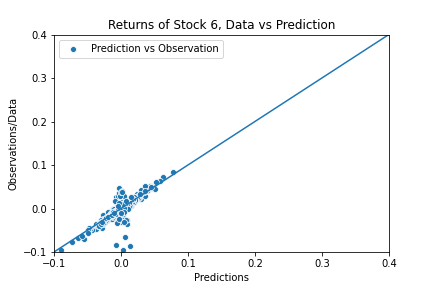 Returns of Stock 6, Data vs Prediction
Prediction vs Observation
Observations/Data
0.4
0.3
0.2
0.1
0.0
−0.1
−0.1 0.0 0.1 0.2 0.3 0.4
Predictions